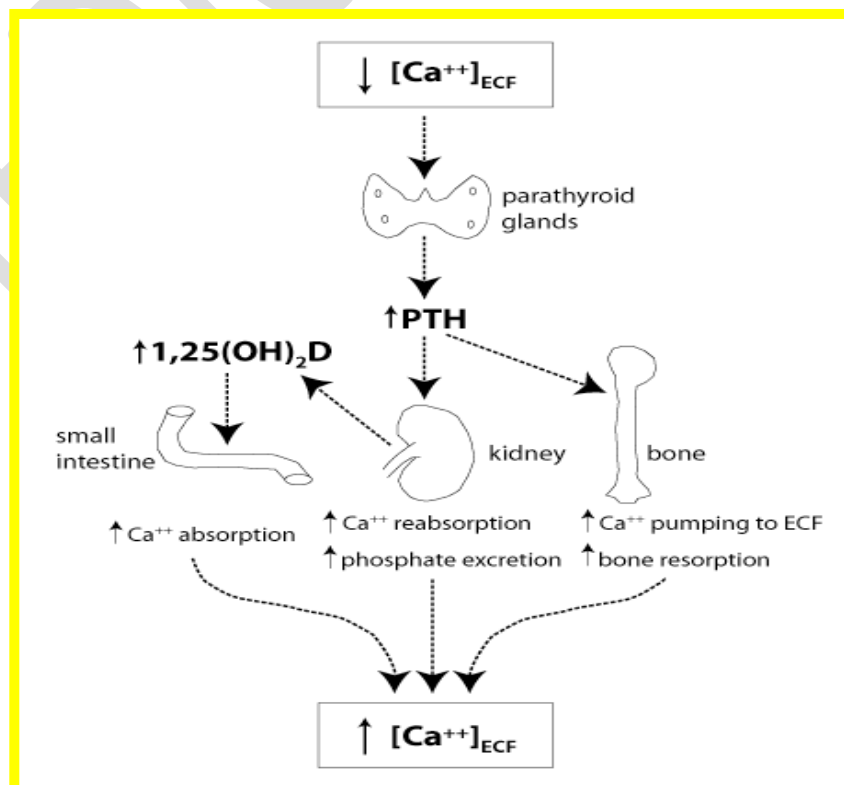 ↓ [Ca⁺⁺]ECF
parathyroid
glands
↑PTH
↑1,25(OH)₂D
small
intestine
kidney
bone
↑ Ca⁺⁺ absorption
↑ Ca⁺⁺ reabsorption
↑ phosphate excretion
↑ Ca⁺⁺ pumping to ECF
↑ bone resorption
↑ [Ca⁺⁺]ECF